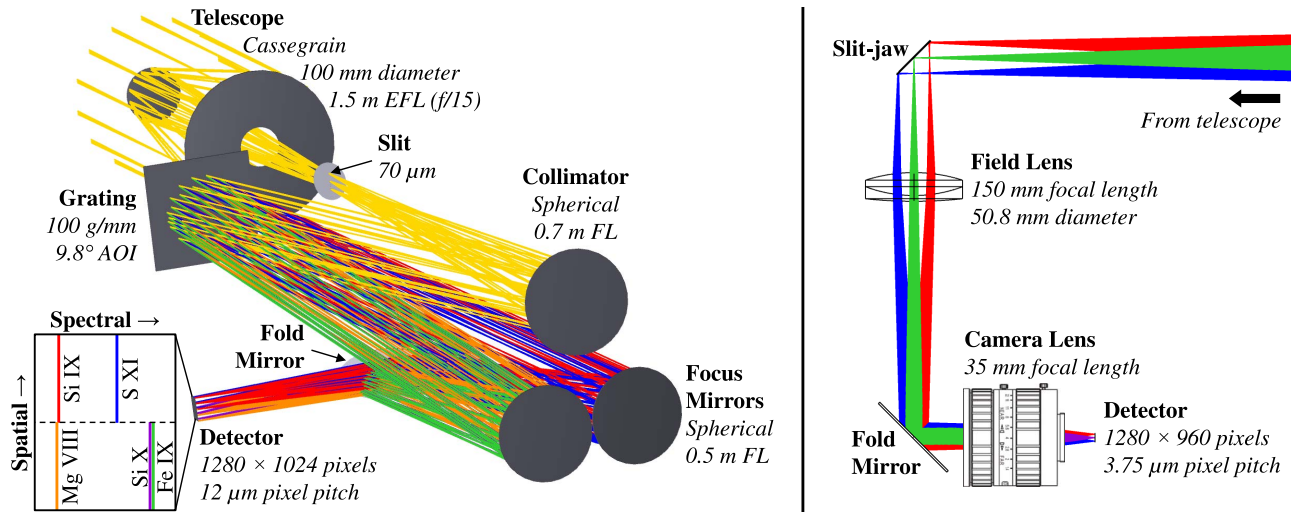 Telescope
Cassegrain
100 mm diameter
1.5 m EFL (f/15)
Slit
70 µm
Grating
100 g/mm
9.8° AOI
Collimator
Spherical
0.7 m FL
Spectral →
Spatial →
Si IX
S XI
Mg VIII
Si X
Fe IX
Fold
Mirror
Detector
1280 × 1024 pixels
12 µm pixel pitch
Focus
Mirrors
Spherical
0.5 m FL
Slit-jaw
From telescope
Field Lens
150 mm focal length
50.8 mm diameter
Camera Lens
35 mm focal length
Fold
Mirror
Detector
1280 × 960 pixels
3.75 µm pixel pitch